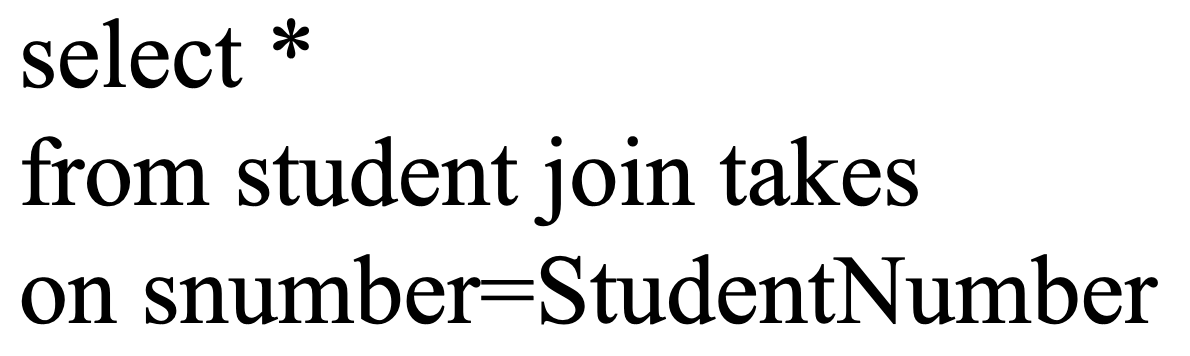 select *
from student join takes
on snumber=StudentNumber